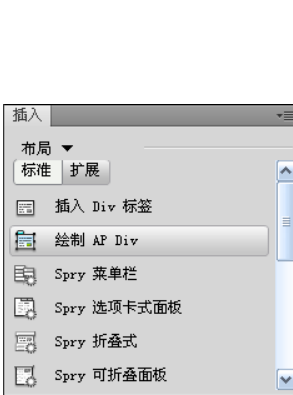 插入
布局
标准 扩展
插入 Div 标签
绘制 AP Div
Spry 菜单栏
Spry 选项卡式面板
Spry 折叠式
Spry 可折叠面板